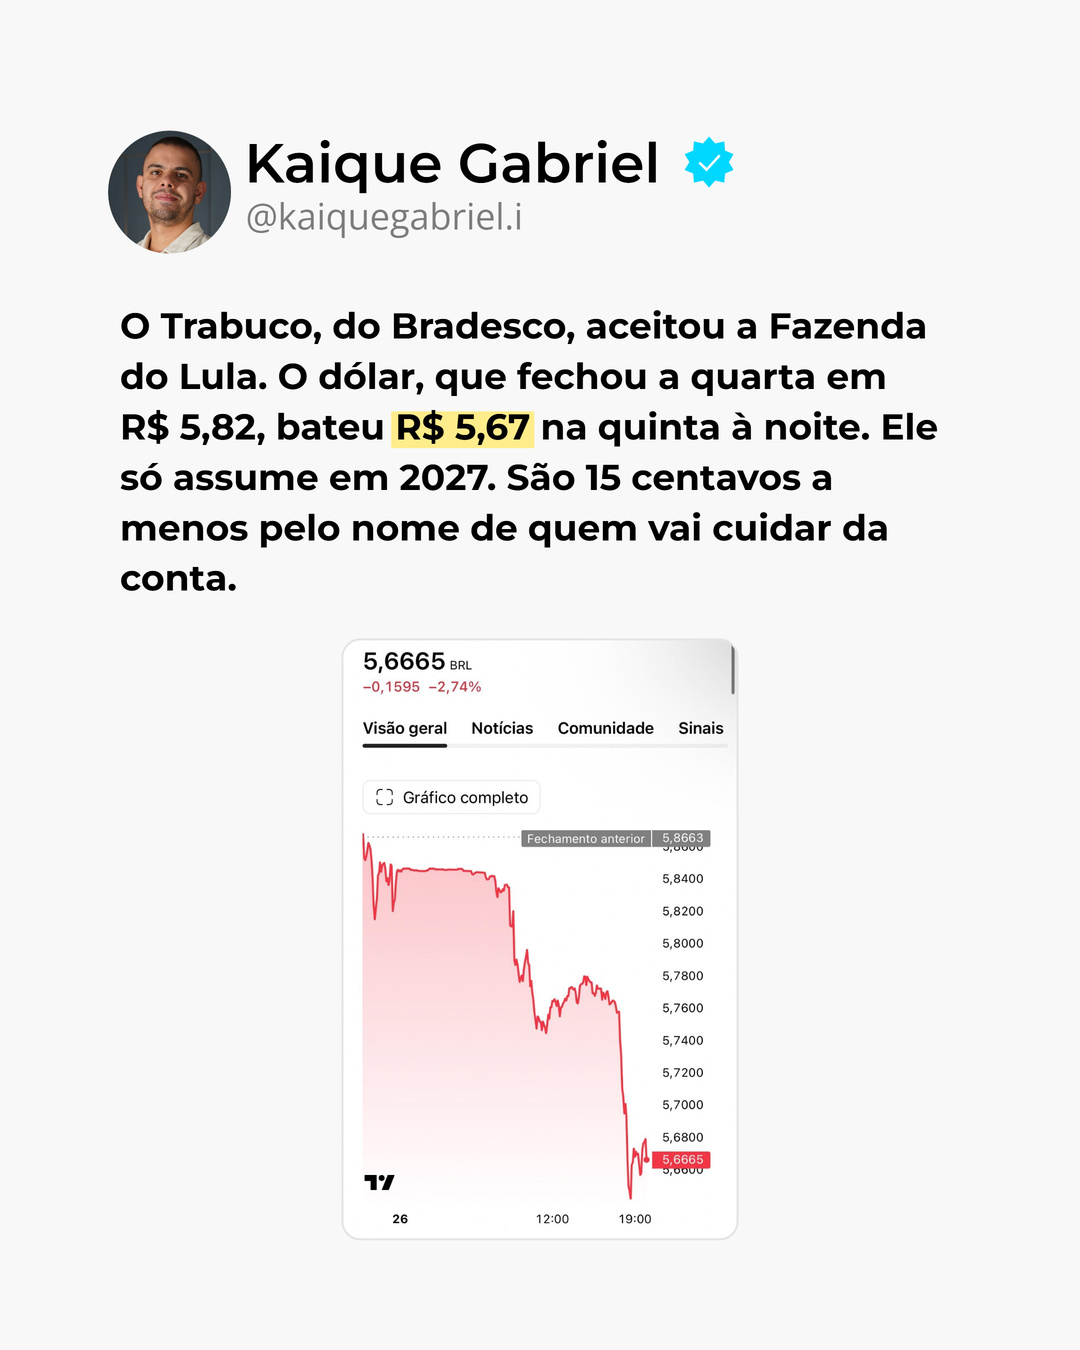 Kaique Gabriel
@kaiquegabriel.i
O Trabuco, do Bradesco, aceitou a Fazenda
do Lula. O dólar, que fechou a quarta em
R$ 5,82, bateu R$ 5,67 na quinta à noite. Ele
só assume em 2027. São 15 centavos a
menos pelo nome de quem vai cuidar da
conta.
5,6665 BRL
−0,1595 −2,74%
Visão geral Notícias Comunidade Sinais
Gráfico completo
Fechamento anterior 5,8663
5,8600
5,8400
5,8200
5,8000
5,7800
5,7600
5,7400
5,7200
5,7000
5,6800
5,6665
5,6600
26 12:00 19:00